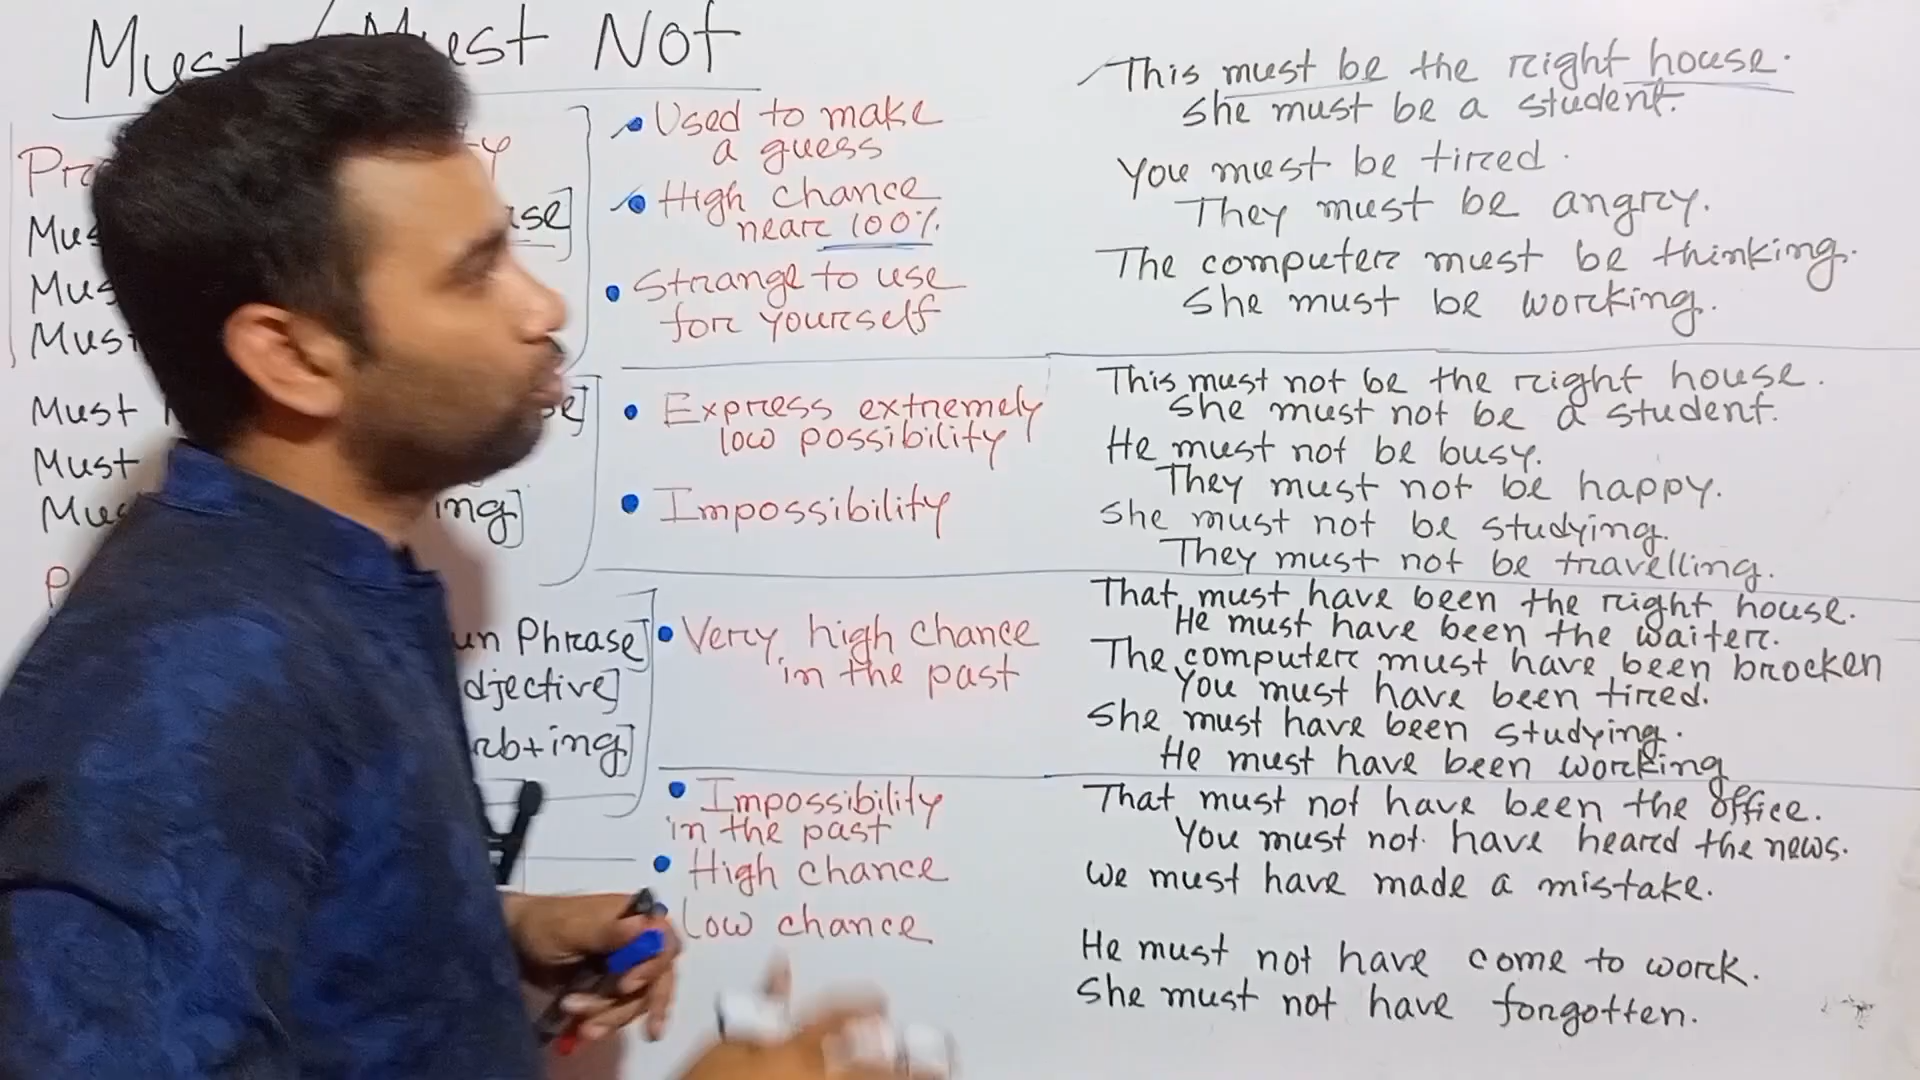 Must / Must Not
Mus
use]
Mus
Must
Must
se]
Must
Mus
ing]
un Phrase]
djective]
rb+ing]
• Used to make
a guess
• High chance
near 100%
• Strange to use
for yourself
• Express extremely
low possibility
• Impossibility
• Very high chance
in the past
• Impossibility
in the past
• High chance
Low chance
This must be the right house.
She must be a student.
You must be tired.
They must be angry.
The computer must be thinking.
She must be working.
This must not be the right house.
She must not be a student.
He must not be busy.
They must not be happy.
She must not be studying.
They must not be travelling.
That must have been the right house.
He must have been the waiter.
The computer must have been brocken
You must have been tired.
She must have been studying.
He must have been working
That must not have been the office.
You must not have heard the news.
We must have made a mistake.
He must not have come to work.
She must not have forgotten.